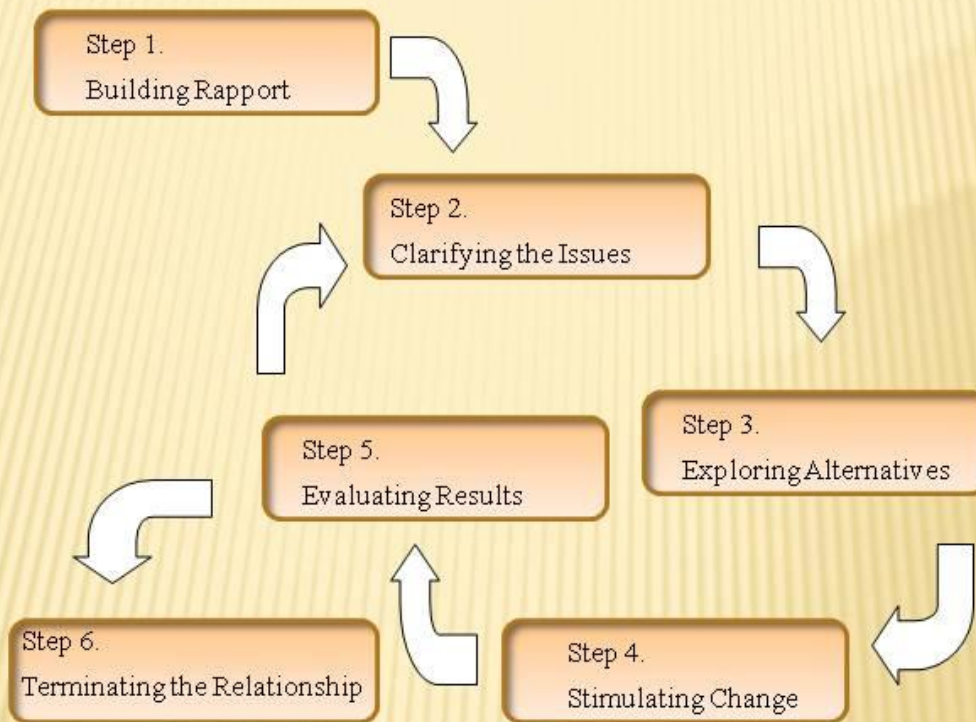 Step 1.
Building Rapport
Step 2.
Clarifying the Issues
Step 3.
Exploring Alternatives
Step 4.
Stimulating Change
Step 5.
Evaluating Results
Step 6.
Terminating the Relationship